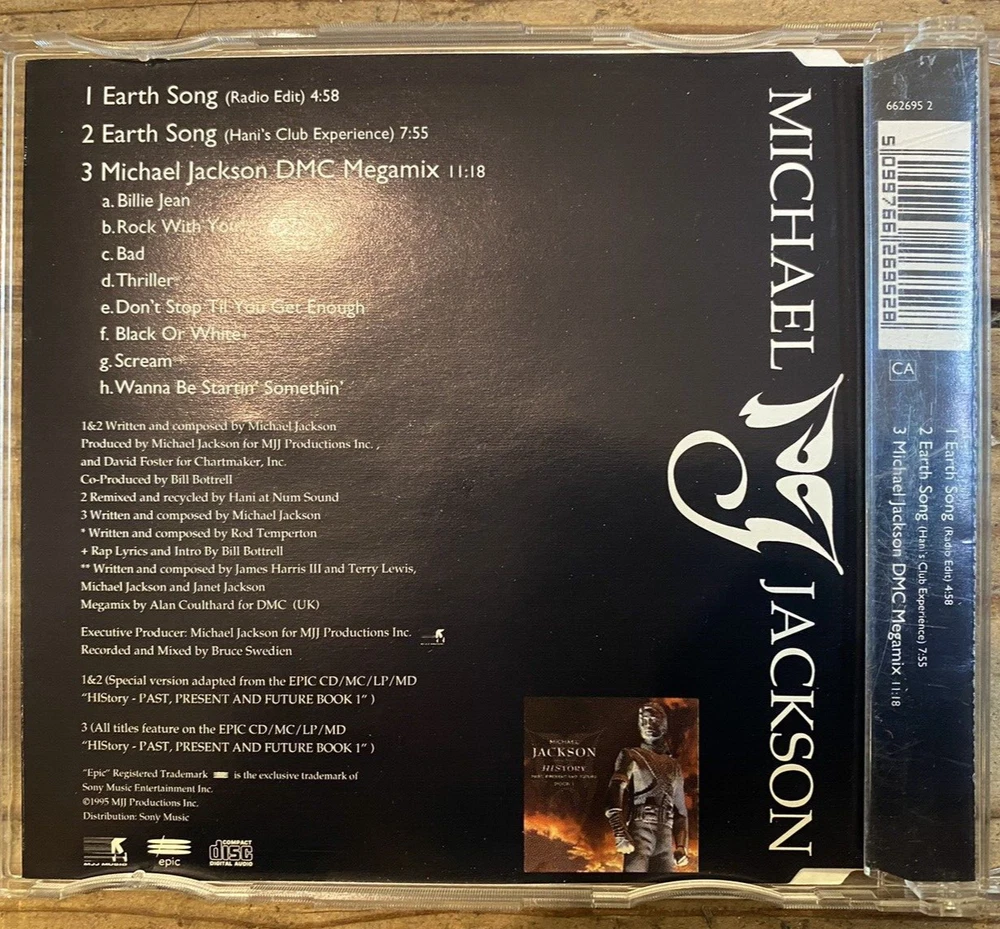 1 Earth Song (Radio Edit) 4:58
2 Earth Song (Hani's Club Experience) 7:55
3 Michael Jackson DMC Megamix 11:18
a. Billie Jean
b. Rock With You*
c. Bad
d. Thriller*
e. Don't Stop Til You Get Enough
f. Black Or White+
g. Scream**
h. Wanna Be Startin' Somethin'
1&2 Written and composed by Michael Jackson
Produced by Michael Jackson for MJJ Productions Inc. ,
and David Foster for Chartmaker, Inc.
Co-Produced by Bill Bottrell
2 Remixed and recycled by Hani at Num Sound
3 Written and composed by Michael Jackson
* Written and composed by Rod Temperton
+ Rap Lyrics and Intro By Bill Bottrell
** Written and composed by James Harris III and Terry Lewis,
Michael Jackson and Janet Jackson
Megamix by Alan Coulthard for DMC (UK)
Executive Producer: Michael Jackson for MJJ Productions Inc.
Recorded and Mixed by Bruce Swedien
1&2 (Special version adapted from the EPIC CD/MC/LP/MD
"HIStory - PAST, PRESENT AND FUTURE BOOK 1" )
3 (All titles feature on the EPIC CD/MC/LP/MD
"HIStory - PAST, PRESENT AND FUTURE BOOK 1" )
"Epic" Registered Trademark is the exclusive trademark of
Sony Music Entertainment Inc.
©1995 MJJ Productions Inc.
Distribution: Sony Music
MJJ MUSIC
epic
COMPACT
disc
DIGITAL AUDIO
MICHAEL
JACKSON
HISTORY
PAST, PRESENT AND FUTURE
BOOK I
MICHAEL JACKSON
662695 2
5 099766 269528
CA
1 Earth Song (Radio Edit) 4:58
2 Earth Song (Hani's Club Experience) 7:55
3 Michael Jackson DMC Megamix 11:18